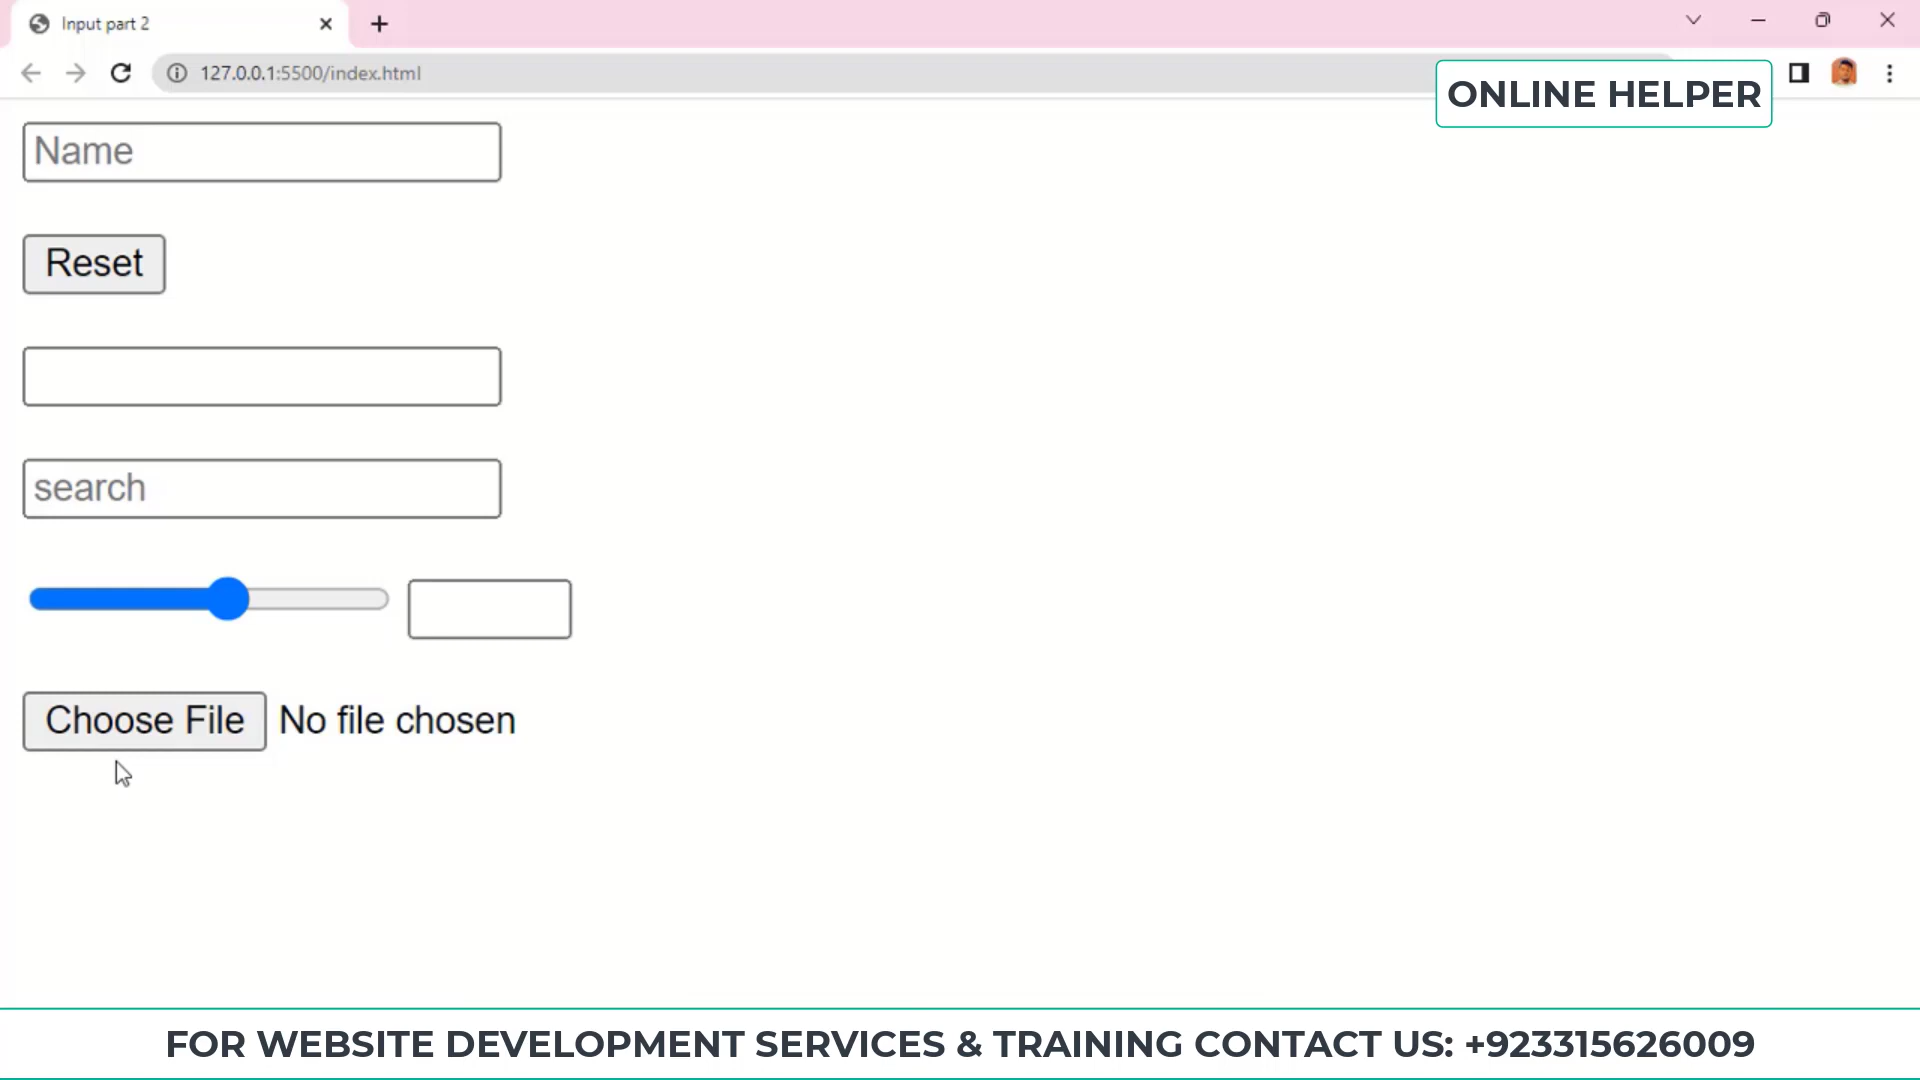 Input part 2
127.0.0.1:5500/index.html
ONLINE HELPER
Name
Reset
search
Choose File No file chosen
FOR WEBSITE DEVELOPMENT SERVICES & TRAINING CONTACT US: +923315626009